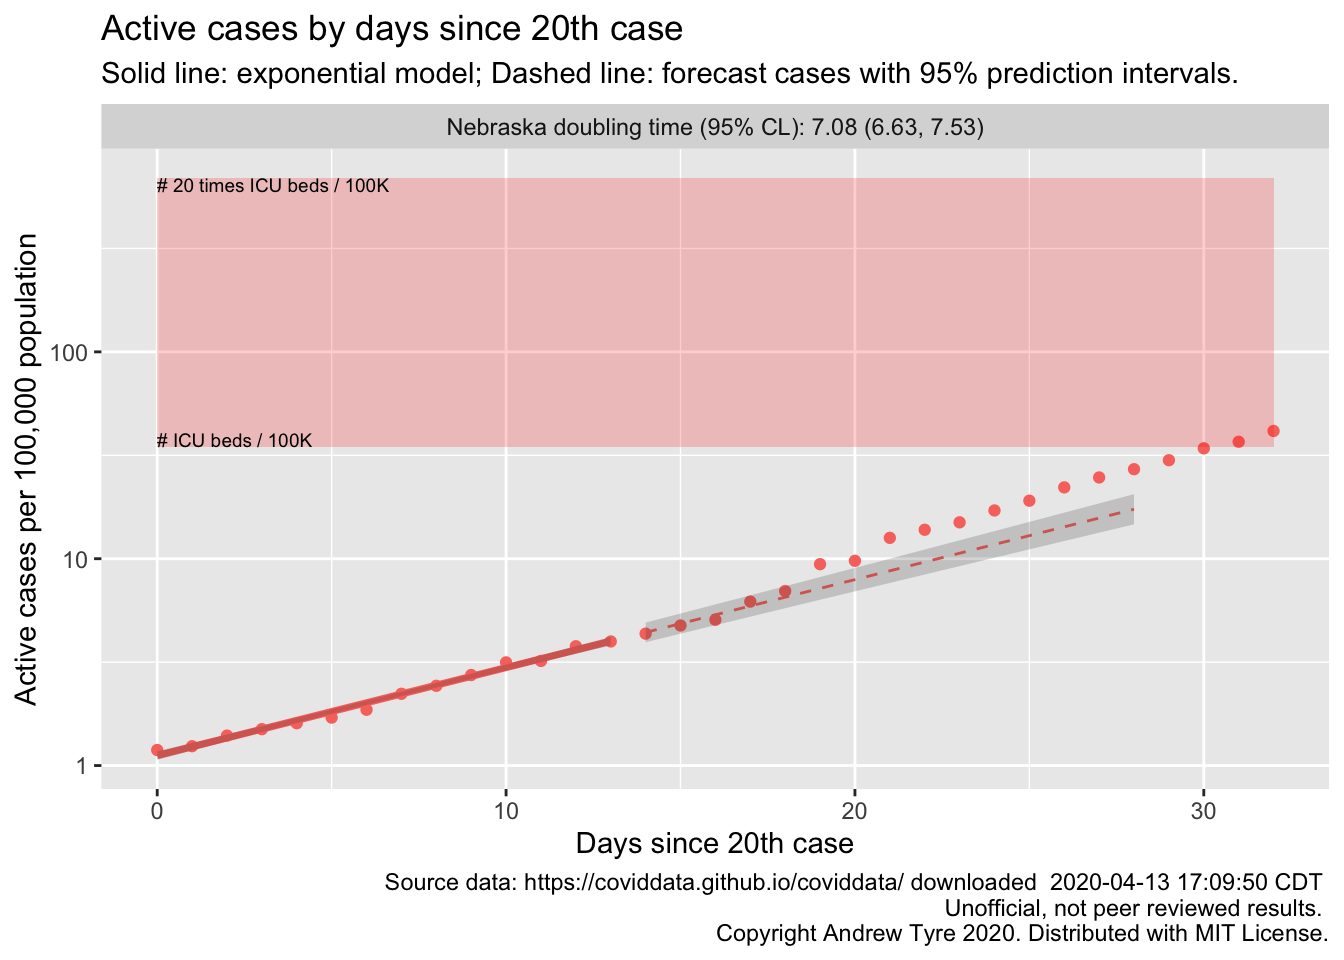 Active cases by days since 20th case
Solid line: exponential model; Dashed line: forecast cases with 95% prediction intervals.
Nebraska doubling time (95% CL): 7.08 (6.63, 7.53)
# 20 times ICU beds / 100K
Active cases per 100,000 population
100
# ICU beds / 100K
10
1
0 10 20 30
Days since 20th case
Source data: https://coviddata.github.io/coviddata/ downloaded  2020-04-13 17:09:50 CDT
Unofficial, not peer reviewed results.
Copyright Andrew Tyre 2020. Distributed with MIT License.